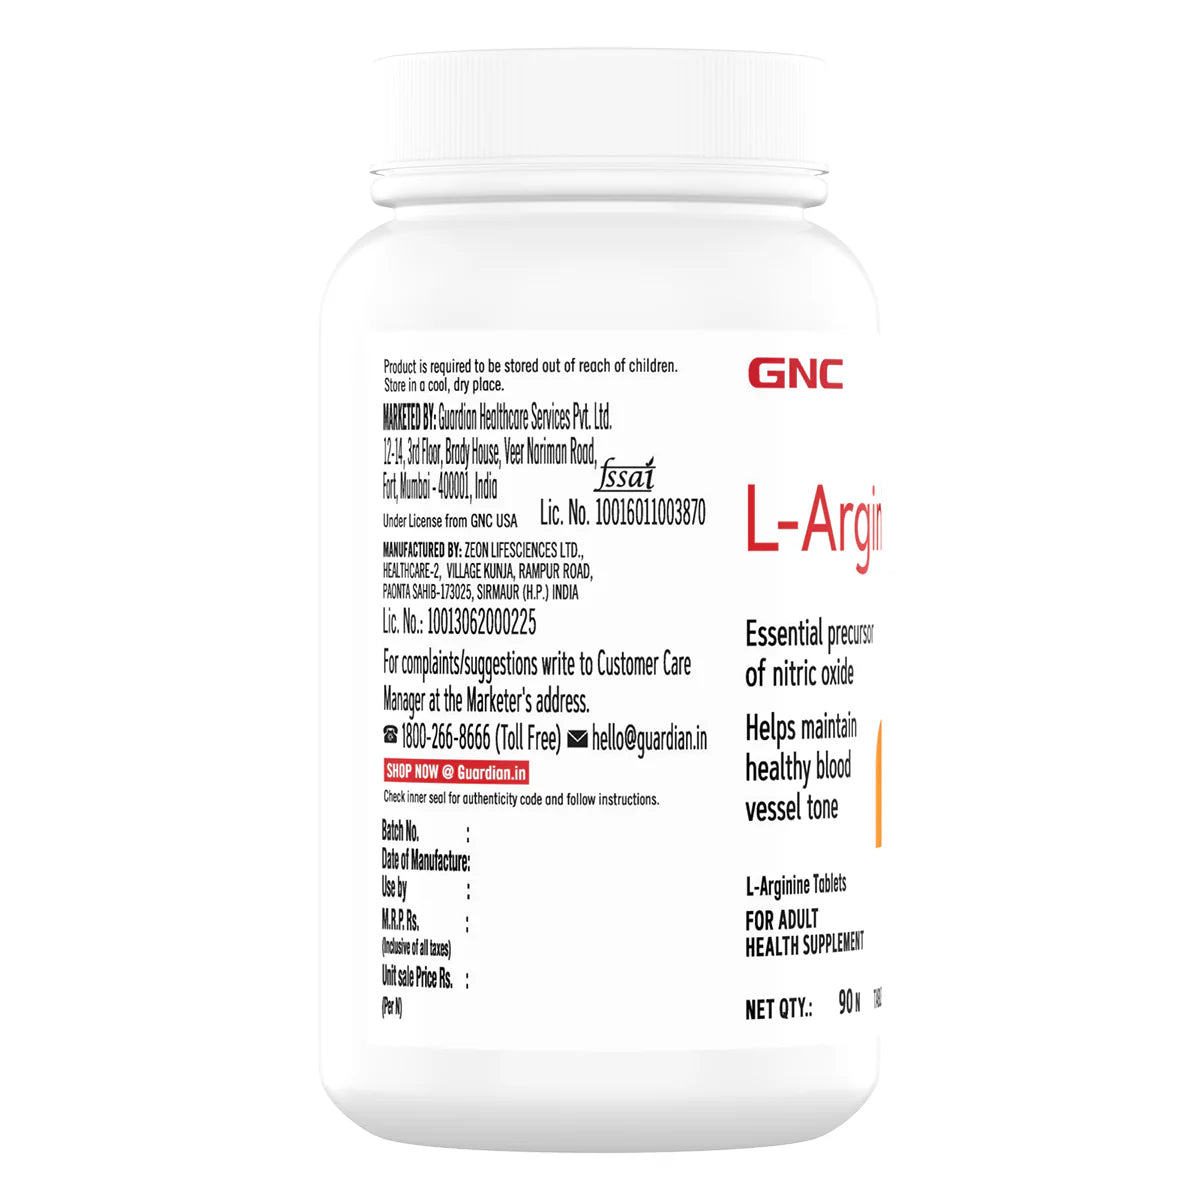 Product is required to be stored out of reach of children.
Store in a cool, dry place.
MARKETED BY: Guardian Healthcare Services Pvt. Ltd.
12-14, 3rd Floor, Brady House, Veer Nariman Road,
Fort, Mumbai - 400001, India
fssai
Under License from GNC USA
Lic. No. 10016011003870
MANUFACTURED BY: ZEON LIFESCIENCES LTD.,
HEALTHCARE-2, VILLAGE KUNJA, RAMPUR ROAD,
PAONTA SAHIB-173025, SIRMAUR (H.P.) INDIA
Lic. No.: 10013062000225
For complaints/suggestions write to Customer Care
Manager at the Marketer's address.
1800-266-8666 (Toll Free) hello@guardian.in
SHOP NOW @ Guardian.in
Check inner seal for authenticity code and follow instructions.
Batch No. :
Date of Manufacture:
Use by :
M.R.P. Rs. :
(Inclusive of all taxes)
Unit sale Price Rs. :
(Per N)
GNC
L-Argin
Essential precursor
of nitric oxide
Helps maintain
healthy blood
vessel tone
L-Arginine Tablets
FOR ADULT
HEALTH SUPPLEMENT
NET QTY.: 90 N